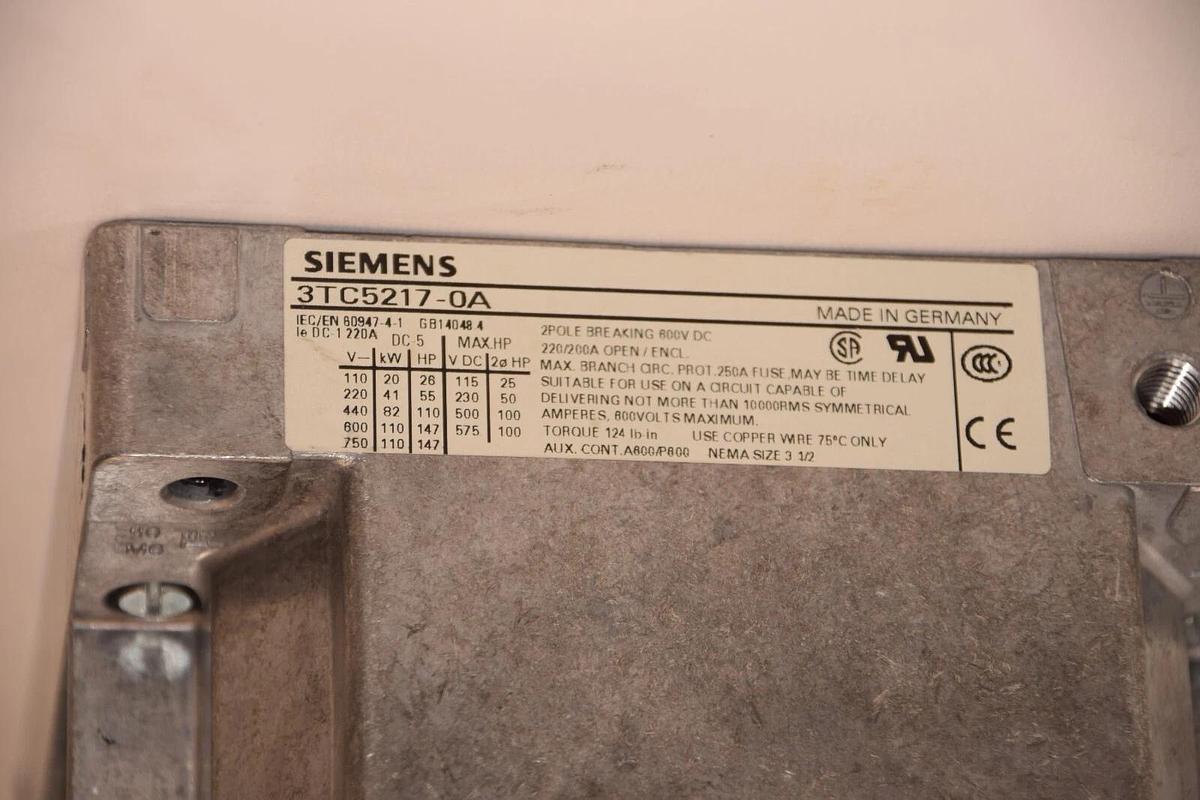 SIEMENS
3TC5217-0A
MADE IN GERMANY
IEC/EN 60947-4-1 GB14048.4
Ie DC-1 220A DC-5 MAX.HP
V kW HP V DC 2ø HP
110 20 26 115 25
220 41 55 230 50
440 82 110 500 100
600 110 147 575 100
750 110 147
2POLE BREAKING 600V DC
220/200A OPEN / ENCL.
MAX. BRANCH CIRC. PROT. 250A FUSE, MAY BE TIME DELAY
SUITABLE FOR USE ON A CIRCUIT CAPABLE OF
DELIVERING NOT MORE THAN 10000RMS SYMMETRICAL
AMPERES, 600VOLTS MAXIMUM.
TORQUE 124 lb-in USE COPPER WIRE 75°C ONLY
AUX. CONT. A600/P600 NEMA SIZE 3 1/2
SA
RU
CCC
CE